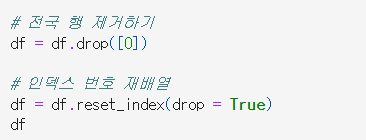 # 전국 행 제거하기
df = df.drop([0])
# 인덱스 번호 재배열
df = df.reset_index(drop = True)
df